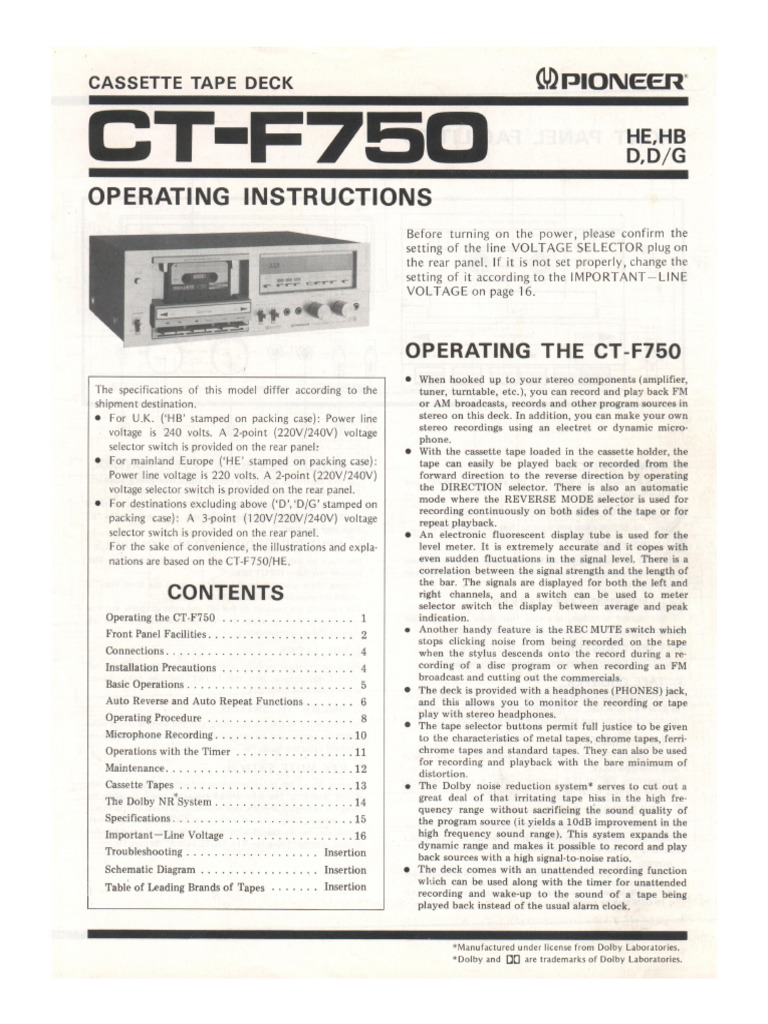 CASSETTE TAPE DECK
PIONEER
CT-F750
HE,HB
D,D/G
OPERATING INSTRUCTIONS
Before turning on the power, please confirm the
setting of the line VOLTAGE SELECTOR plug on
the rear panel. If it is not set properly, change the
setting of it according to the IMPORTANT—LINE
VOLTAGE on page 16.
The specifications of this model differ according to the
shipment destination.
● For U.K. ('HB' stamped on packing case): Power line
voltage is 240 volts. A 2-point (220V/240V) voltage
selector switch is provided on the rear panel:
● For mainland Europe ('HE' stamped on packing case):
Power line voltage is 220 volts. A 2-point (220V/240V)
voltage selector switch is provided on the rear panel.
● For destinations excluding above ('D', 'D/G' stamped on
packing case): A 3-point (120V/220V/240V) voltage
selector switch is provided on the rear panel.
For the sake of convenience, the illustrations and expla-
nations are based on the CT-F750/HE.
CONTENTS
Operating the CT-F750 . . . . . . . . . . . . . . . . . . . 1
Front Panel Facilities. . . . . . . . . . . . . . . . . . . . . 2
Connections. . . . . . . . . . . . . . . . . . . . . . . . . . . 4
Installation Precautions . . . . . . . . . . . . . . . . . . . 4
Basic Operations . . . . . . . . . . . . . . . . . . . . . . . . 5
Auto Reverse and Auto Repeat Functions . . . . . . . 6
Operating Procedure . . . . . . . . . . . . . . . . . . . . . 8
Microphone Recording. . . . . . . . . . . . . . . . . . . .10
Operations with the Timer . . . . . . . . . . . . . . . . . 11
Maintenance. . . . . . . . . . . . . . . . . . . . . . . . . . .12
Cassette Tapes . . . . . . . . . . . . . . . . . . . . . . . . . 13
The Dolby NR* System . . . . . . . . . . . . . . . . . . . . 14
Specifications. . . . . . . . . . . . . . . . . . . . . . . . . . 15
Important—Line Voltage . . . . . . . . . . . . . . . . . . 16
Troubleshooting . . . . . . . . . . . . . . . . . . . Insertion
Schematic Diagram . . . . . . . . . . . . . . . . . Insertion
Table of Leading Brands of Tapes . . . . . . . Insertion
OPERATING THE CT-F750
● When hooked up to your stereo components (amplifier,
tuner, turntable, etc.), you can record and play back FM
or AM broadcasts, records and other program sources in
stereo on this deck. In addition, you can make your own
stereo recordings using an electret or dynamic micro-
phone.
● With the cassette tape loaded in the cassette holder, the
tape can easily be played back or recorded from the
forward direction to the reverse direction by operating
the DIRECTION selector. There is also an automatic
mode where the REVERSE MODE selector is used for
recording continuously on both sides of the tape or for
repeat playback.
● An electronic fluorescent display tube is used for the
level meter. It is extremely accurate and it copes with
even sudden fluctuations in the signal level. There is a
correlation between the signal strength and the length of
the bar. The signals are displayed for both the left and
right channels, and a switch can be used to meter
selector switch the display between average and peak
indication.
● Another handy feature is the REC MUTE switch which
stops clicking noise from being recorded on the tape
when the stylus descends onto the record during a re-
cording of a disc program or when recording an FM
broadcast and cutting out the commercials.
● The deck is provided with a headphones (PHONES) jack,
and this allows you to monitor the recording or tape
play with stereo headphones.
● The tape selector buttons permit full justice to be given
to the characteristics of metal tapes, chrome tapes, ferri-
chrome tapes and standard tapes. They can also be used
for recording and playback with the bare minimum of
distortion.
● The Dolby noise reduction system* serves to cut out a
great deal of that irritating tape hiss in the high fre-
quency range without sacrificing the sound quality of
the program source (it yields a 10dB improvement in the
high frequency sound range). This system expands the
dynamic range and makes it possible to record and play
back sources with a high signal-to-noise ratio.
● The deck comes with an unattended recording function
which can be used along with the timer for unattended
recording and wake-up to the sound of a tape being
played back instead of the usual alarm clock.
*Manufactured under license from Dolby Laboratories.
*Dolby and are trademarks of Dolby Laboratories.